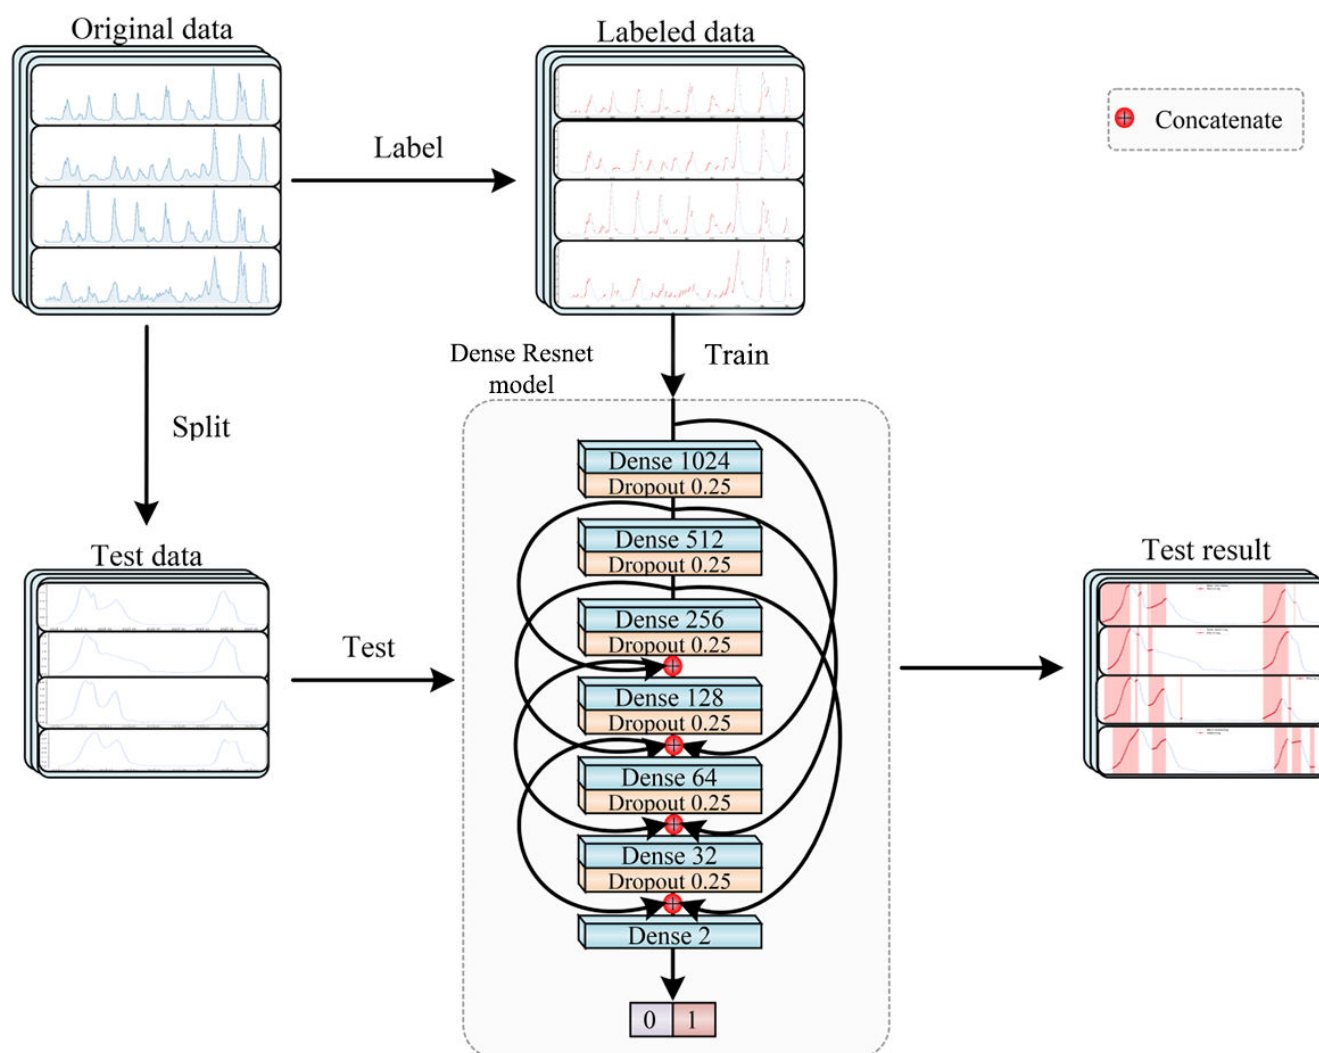 Original data
Labeled data
Concatenate
Label
Dense Resnet
model
Train
Split
Dense 1024
Dropout 0.25
Dense 512
Dropout 0.25
Test data
Test result
Dense 256
Dropout 0.25
Test
Dense 128
Dropout 0.25
Dense 64
Dropout 0.25
Dense 32
Dropout 0.25
Dense 2
0 1